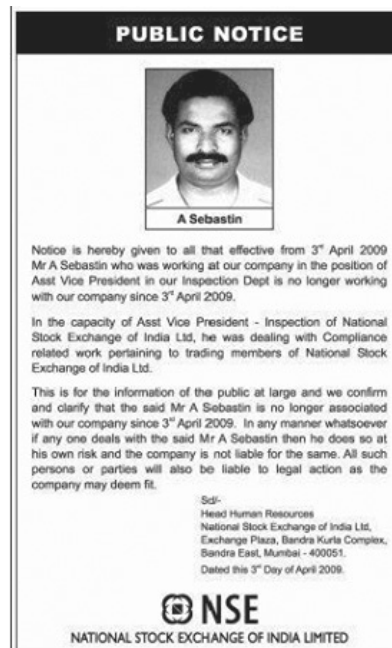 PUBLIC NOTICE
A Sebastin
Notice is hereby given to all that effective from 3rd April 2009
Mr A Sebastin who was working at our company in the position of
Asst Vice President in our Inspection Dept is no longer working
with our company since 3rd April 2009.
In the capacity of Asst Vice President - Inspection of National
Stock Exchange of India Ltd, he was dealing with Compliance
related work pertaining to trading members of National Stock
Exchange of India Ltd.
This is for the information of the public at large and we confirm
and clarify that the said Mr A Sebastin is no longer associated
with our company since 3rd April 2009. In any manner whatsoever
if any one deals with the said Mr A Sebastin then he does so at
his own risk and the company is not liable for the same. All such
persons or parties will also be liable to legal action as the
company may deem fit.
Sd/-
Head Human Resources
National Stock Exchange of India Ltd,
Exchange Plaza, Bandra Kurla Complex,
Bandra East, Mumbai - 400051.
Dated this 3rd Day of April 2009.
NSE
NATIONAL STOCK EXCHANGE OF INDIA LIMITED